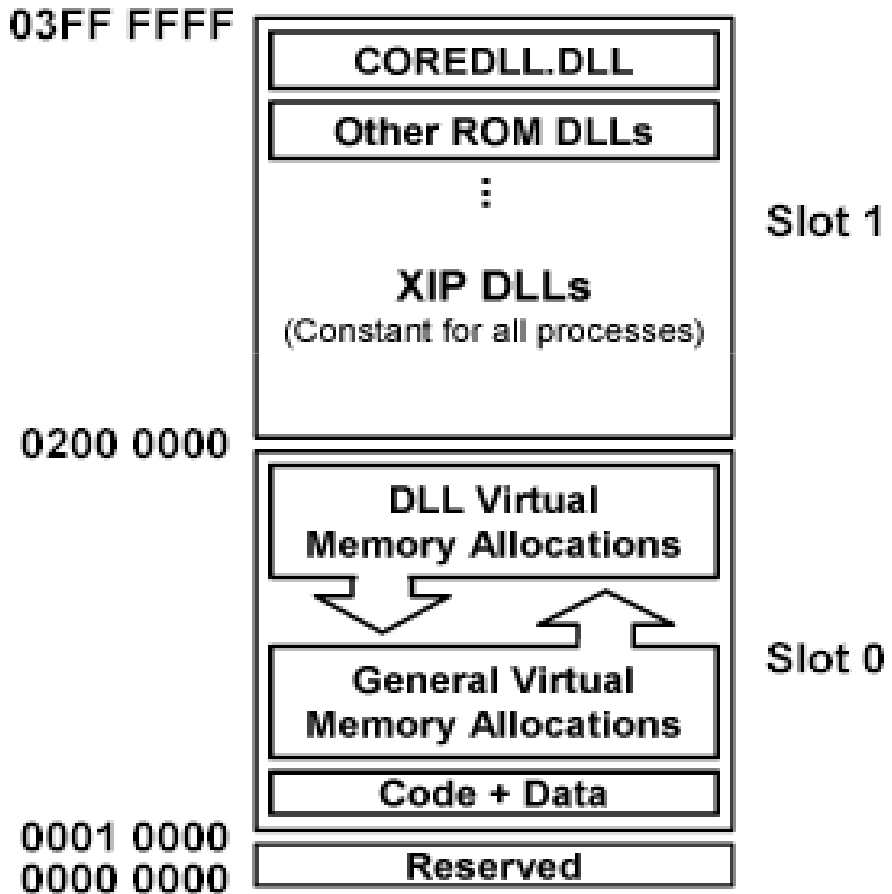 03FF FFFF
COREDLL.DLL
Other ROM DLLs
⋮
Slot 1
XIP DLLs
(Constant for all processes)
0200 0000
DLL Virtual
Memory Allocations
Slot 0
General Virtual
Memory Allocations
Code + Data
0001 0000
0000 0000
Reserved